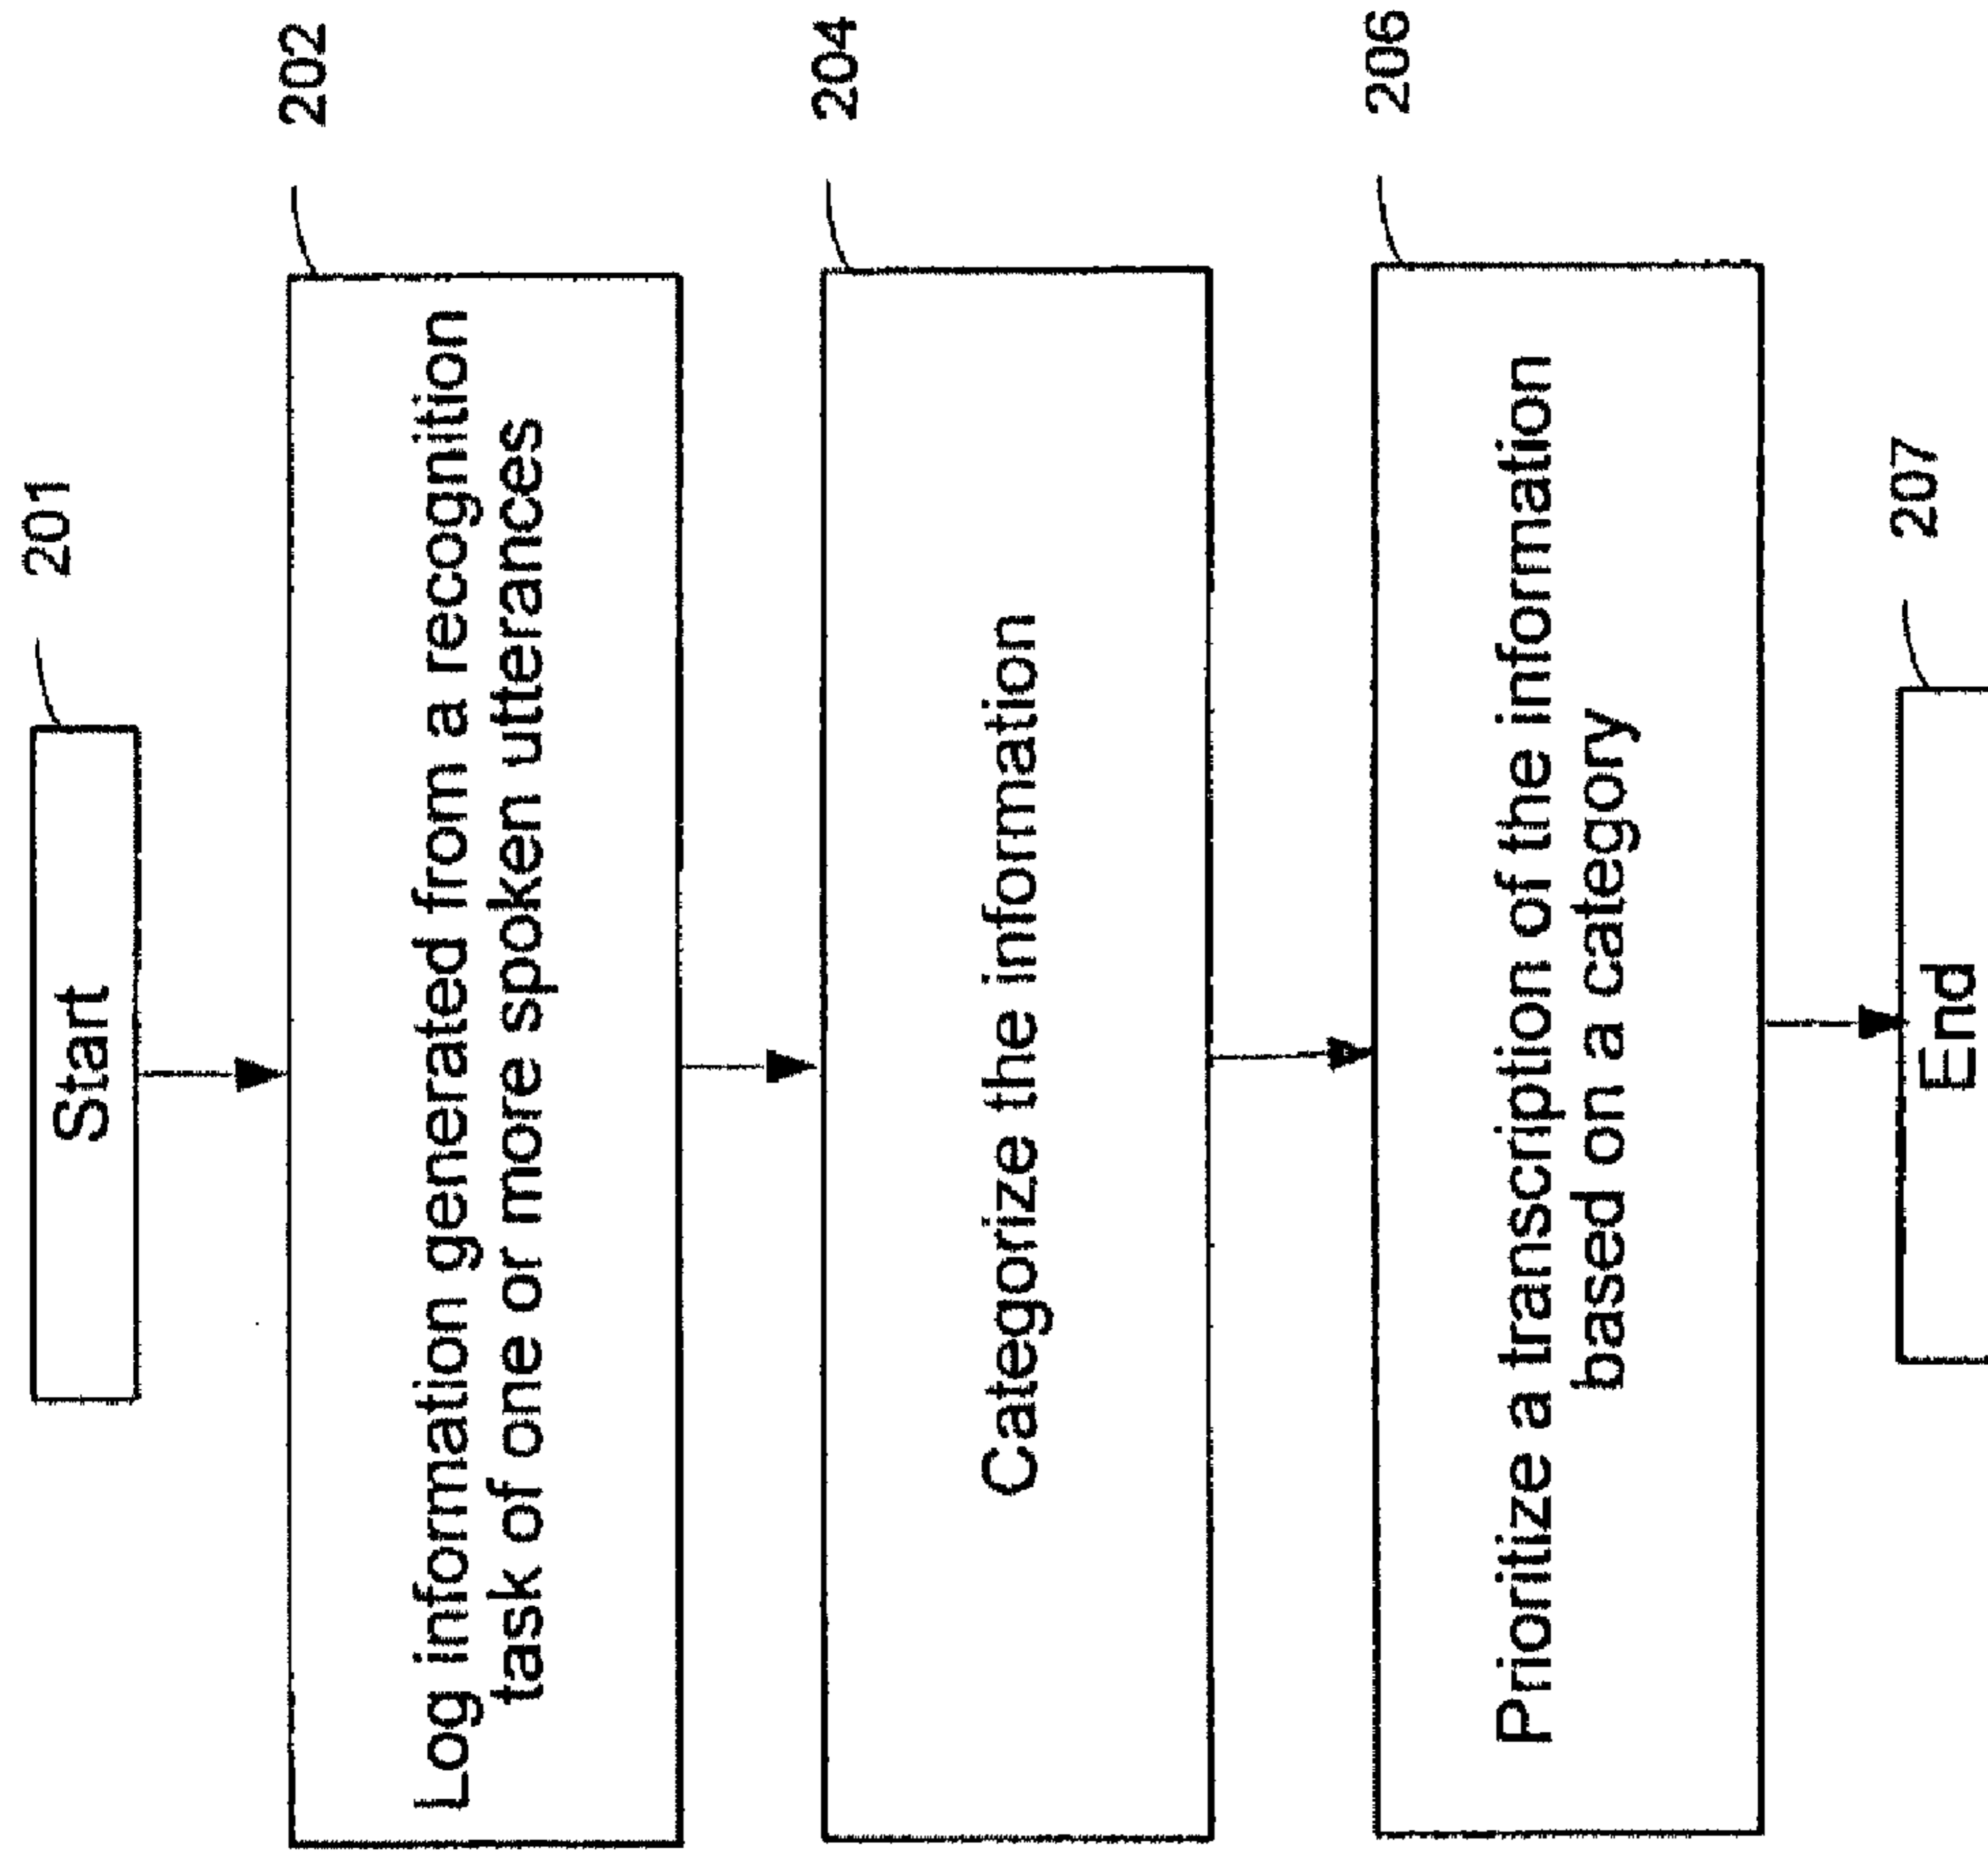 201
Start
202
Log information generated from a recognition
task of one or more spoken utterances
204
Categorize the information
206
Prioritize a transcription of the information
based on a category
207
End